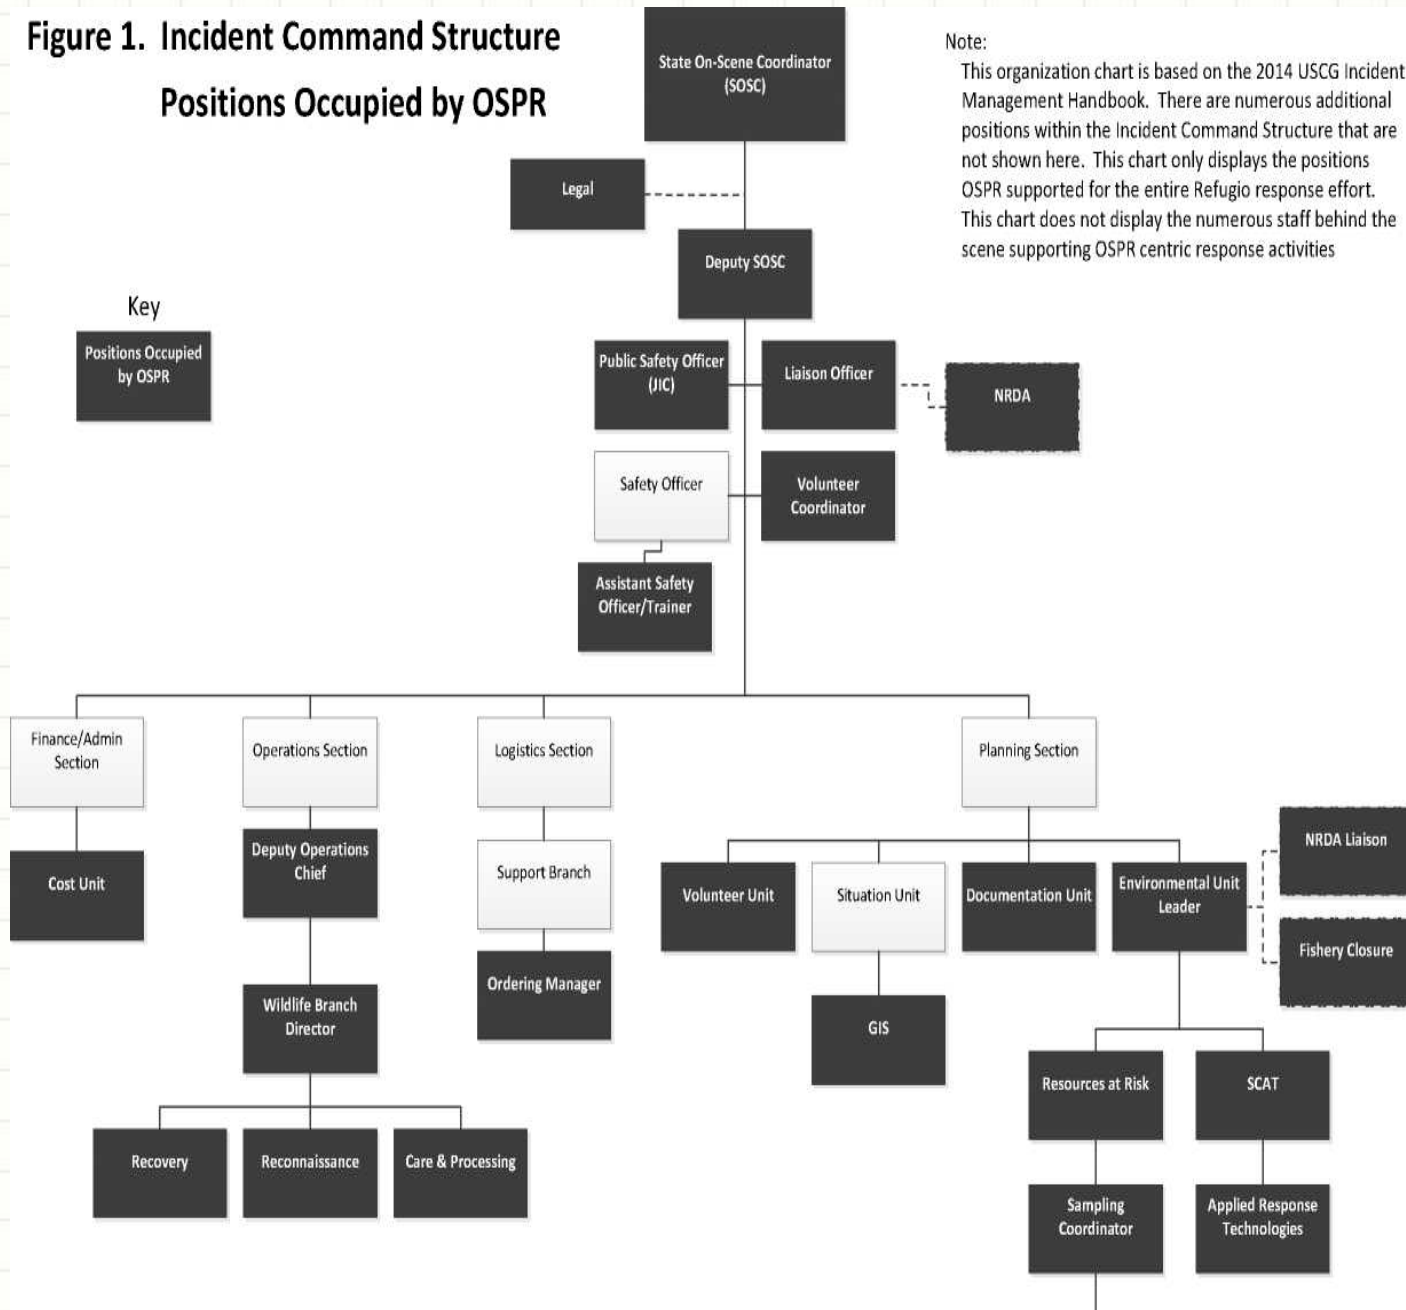 Figure 1. Incident Command Structure
Positions Occupied by OSPR
State On-Scene Coordinator
(SOSC)
Note:
This organization chart is based on the 2014 USCG Incident
Management Handbook. There are numerous additional
positions within the Incident Command Structure that are
not shown here. This chart only displays the positions
OSPR supported for the entire Refugio response effort.
This chart does not display the numerous staff behind the
scene supporting OSPR centric response activities
Legal
Deputy SOSC
Key
Positions Occupied
by OSPR
Public Safety Officer
(JIC)
Liaison Officer
NRDA
Safety Officer
Volunteer
Coordinator
Assistant Safety
Officer/Trainer
Finance/Admin
Section
Operations Section
Logistics Section
Planning Section
Cost Unit
Deputy Operations
Chief
Support Branch
Volunteer Unit
Situation Unit
Documentation Unit
Environmental Unit
Leader
NRDA Liaison
Fishery Closure
Ordering Manager
Wildlife Branch
Director
GIS
Resources at Risk
SCAT
Recovery
Reconnaissance
Care & Processing
Sampling
Coordinator
Applied Response
Technologies